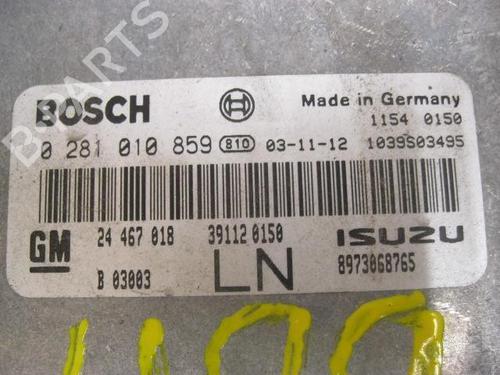 B-PARTS
BOSCH
Made in Germany
1154 0150
0 281 010 859 810 03-11-12 1039S03495
24 467 018 39112 0150 ISUZU
GM
B 03003 LN 8973068765